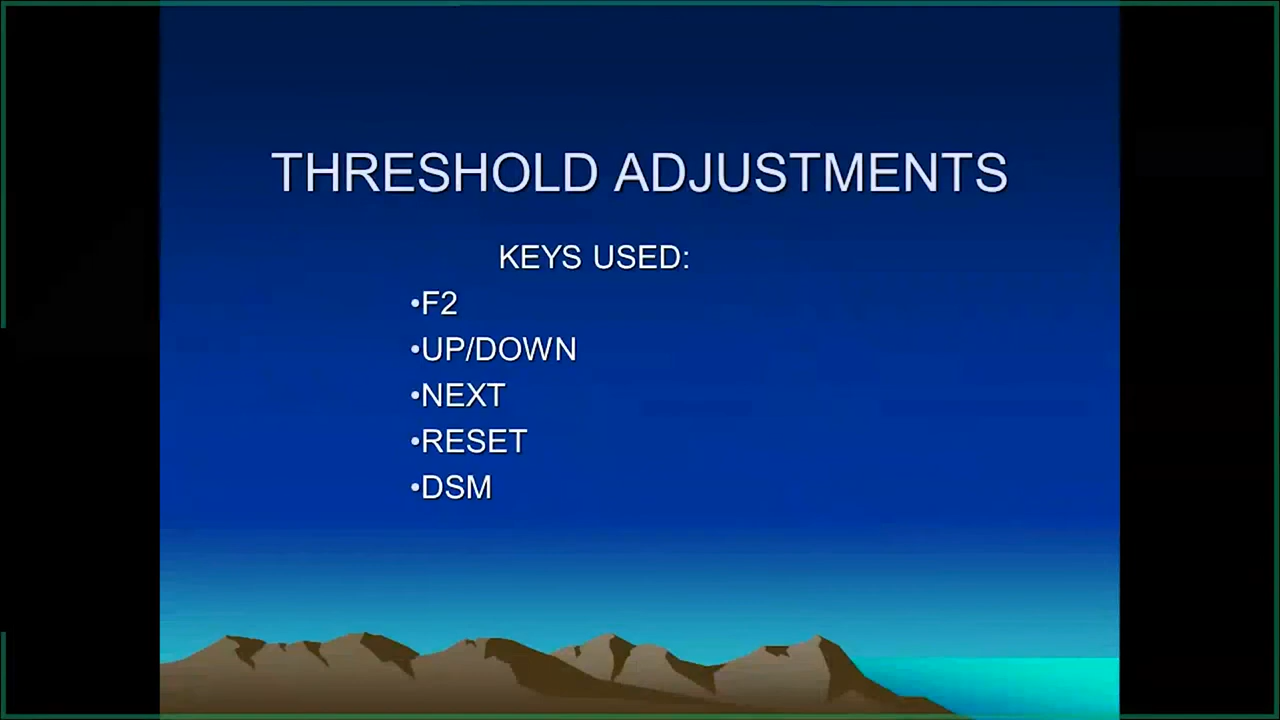 THRESHOLD ADJUSTMENTS
KEYS USED:
•F2
•UP/DOWN
•NEXT
•RESET
•DSM